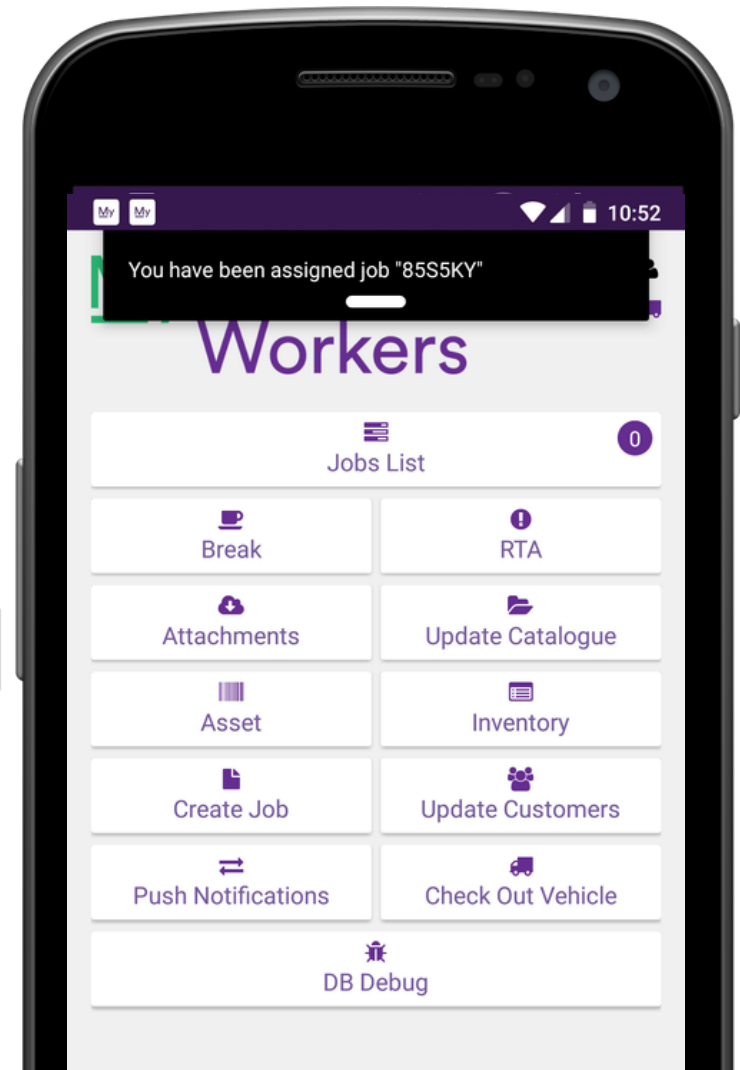 My My 10:52
You have been assigned job "85S5KY"
Workers
Jobs List 0
Break RTA
Attachments Update Catalogue
Asset Inventory
Create Job Update Customers
Push Notifications Check Out Vehicle
DB Debug